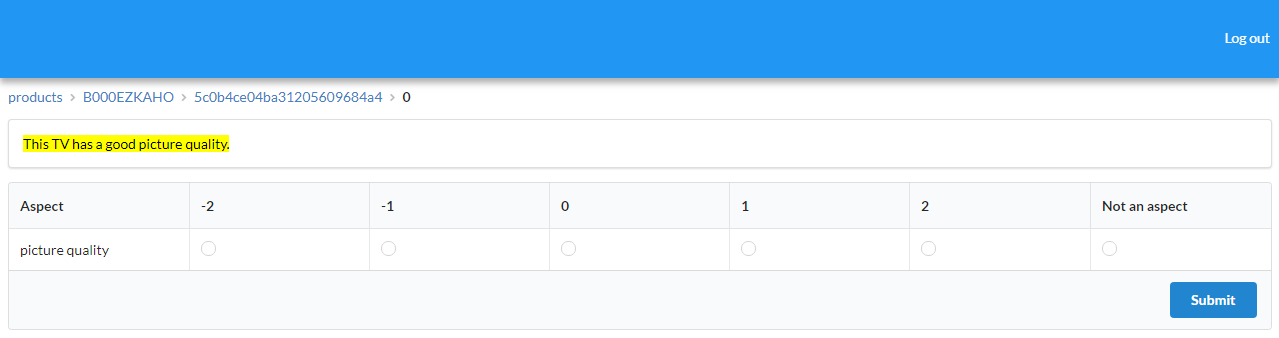 Log out
products > B000EZKAHO > 5c0b4ce04ba31205609684a4 > 0
This TV has a good picture quality.
Aspect -2 -1 0 1 2 Not an aspect
picture quality
Submit